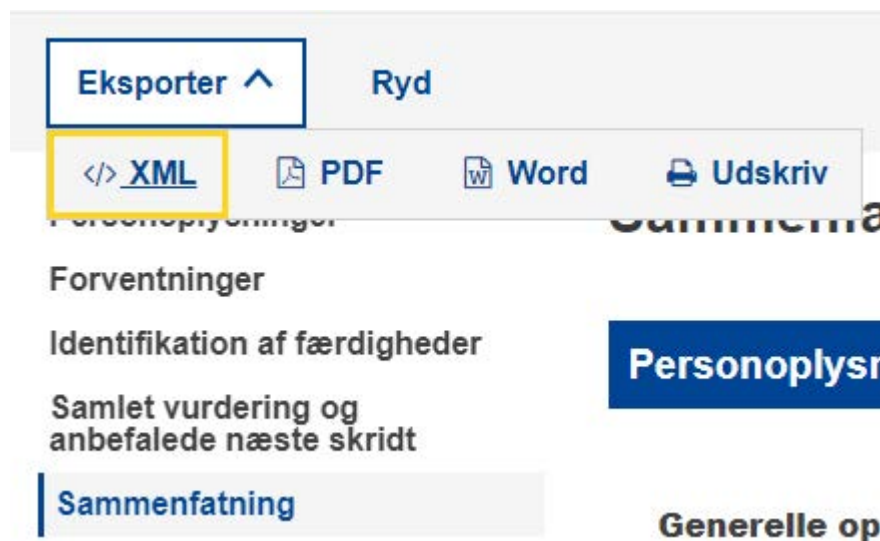 Eksporter Ryd
</> XML PDF Word Udskriv
Personoplysninger
Forventninger
Identifikation af færdigheder
Samlet vurdering og
anbefalede næste skridt
Sammenfatning
Personoplysn
Generelle op